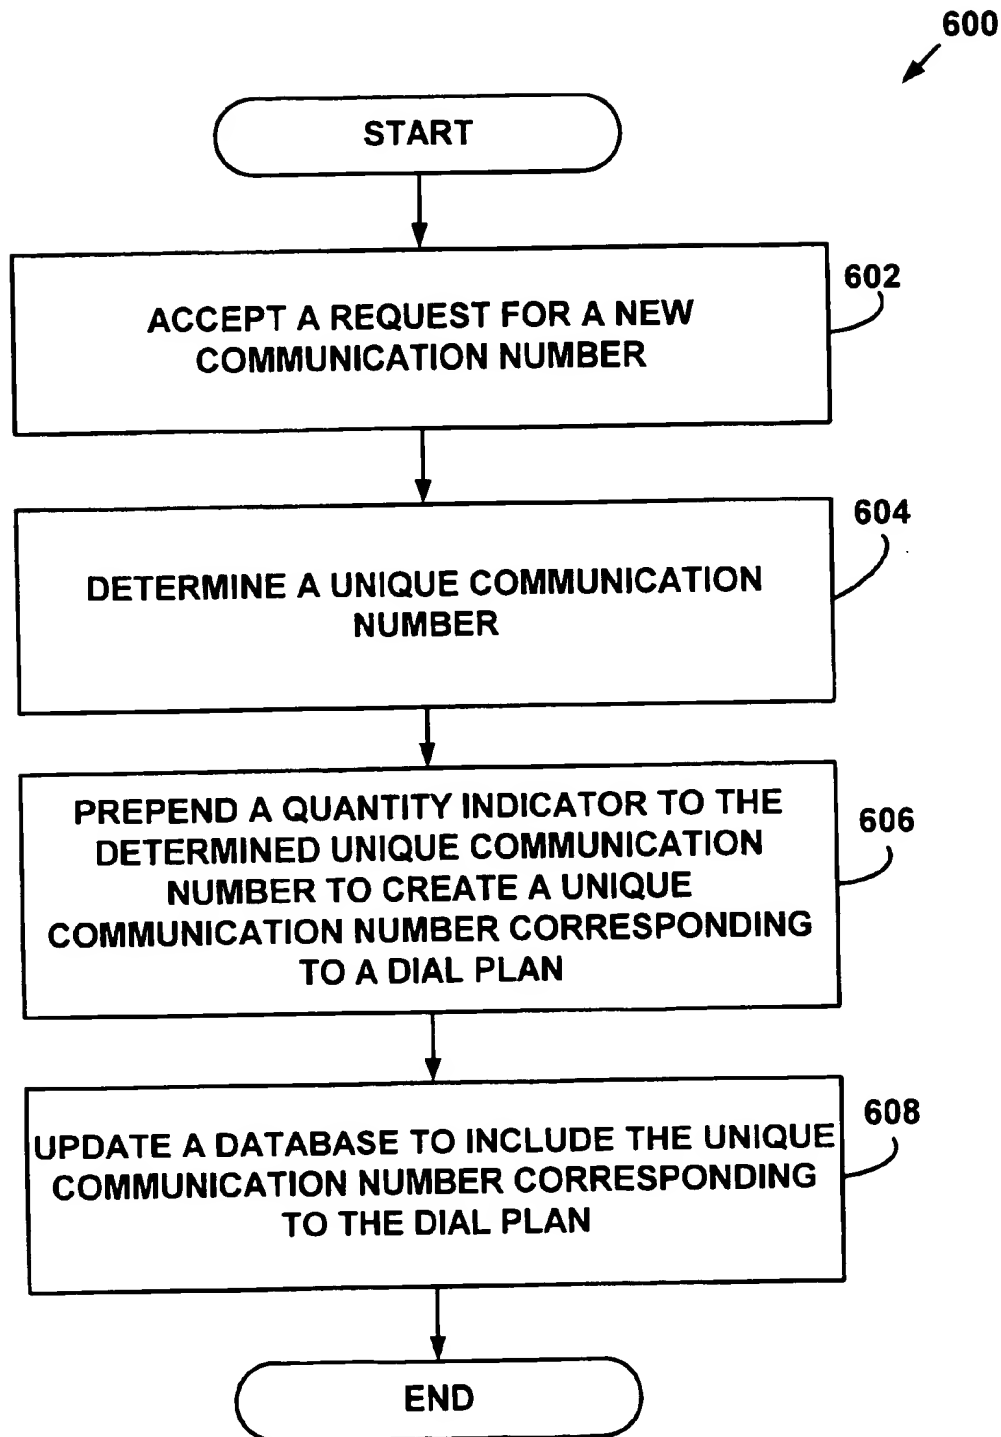 600
START
ACCEPT A REQUEST FOR A NEW
COMMUNICATION NUMBER
602
DETERMINE A UNIQUE COMMUNICATION
NUMBER
604
PREPEND A QUANTITY INDICATOR TO THE
DETERMINED UNIQUE COMMUNICATION
NUMBER TO CREATE A UNIQUE
COMMUNICATION NUMBER CORRESPONDING
TO A DIAL PLAN
606
UPDATE A DATABASE TO INCLUDE THE UNIQUE
COMMUNICATION NUMBER CORRESPONDING
TO THE DIAL PLAN
608
END